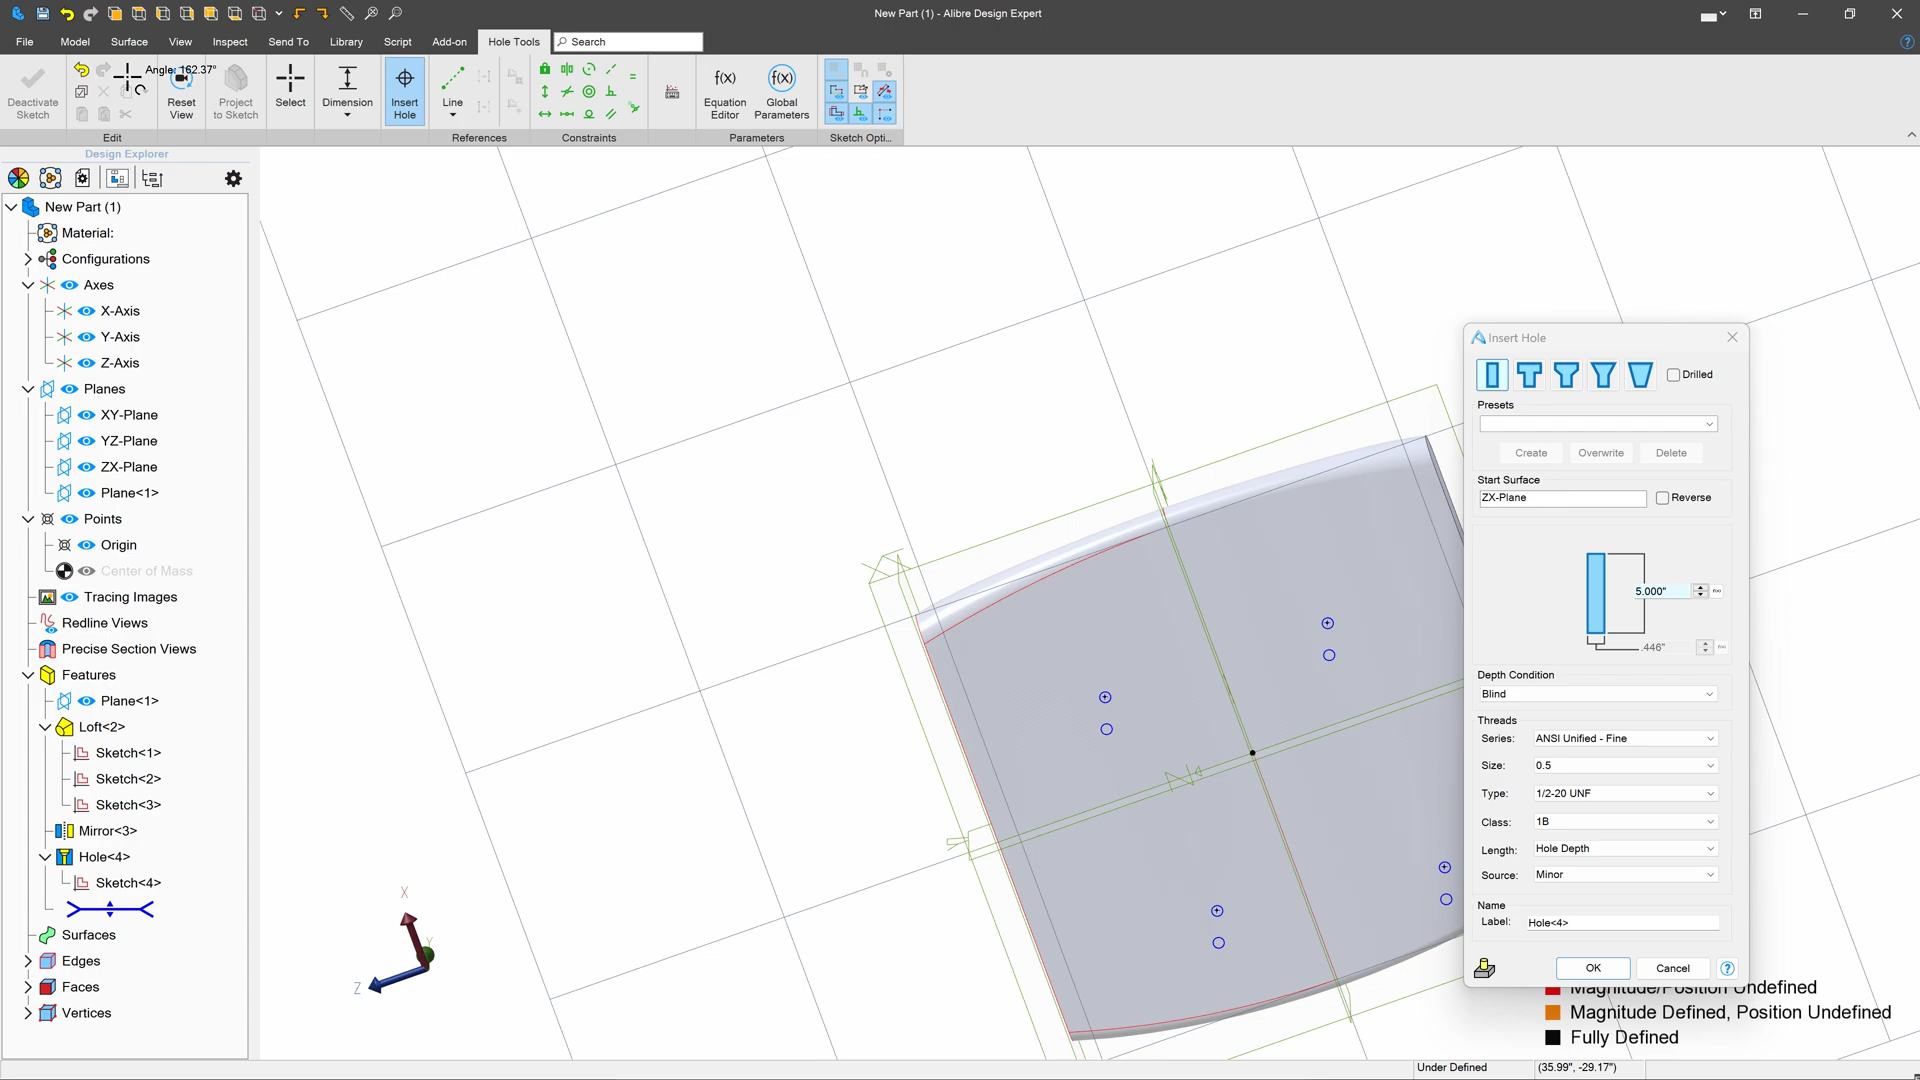 New Part (1) - Alibre Design Expert
File Model Surface View Inspect Send To Library Script Add-on Hole Tools Search
Angle: 162.37°
Deactivate Sketch
Reset View
Project to Sketch
Select
Dimension
Insert Hole
Line
f(x) Equation Editor
f(x) Global Parameters
Edit References Constraints Parameters Sketch Opti...
Design Explorer
New Part (1)
Material:
Configurations
Axes
X-Axis
Y-Axis
Z-Axis
Planes
XY-Plane
YZ-Plane
ZX-Plane
Plane<1>
Points
Origin
Center of Mass
Tracing Images
Redline Views
Precise Section Views
Features
Plane<1>
Loft<2>
Sketch<1>
Sketch<2>
Sketch<3>
Mirror<3>
Hole<4>
Sketch<4>
Surfaces
Edges
Faces
Vertices
X
Y
Z
Insert Hole
Drilled
Presets
Create Overwrite Delete
Start Surface
ZX-Plane Reverse
5.000"
.446"
Depth Condition
Blind
Threads
Series: ANSI Unified - Fine
Size: 0.5
Type: 1/2-20 UNF
Class: 1B
Length: Hole Depth
Source: Minor
Name
Label: Hole<4>
OK Cancel
Magnitude/Position Undefined
Magnitude Defined, Position Undefined
Fully Defined
Under Defined (35.99", -29.17")